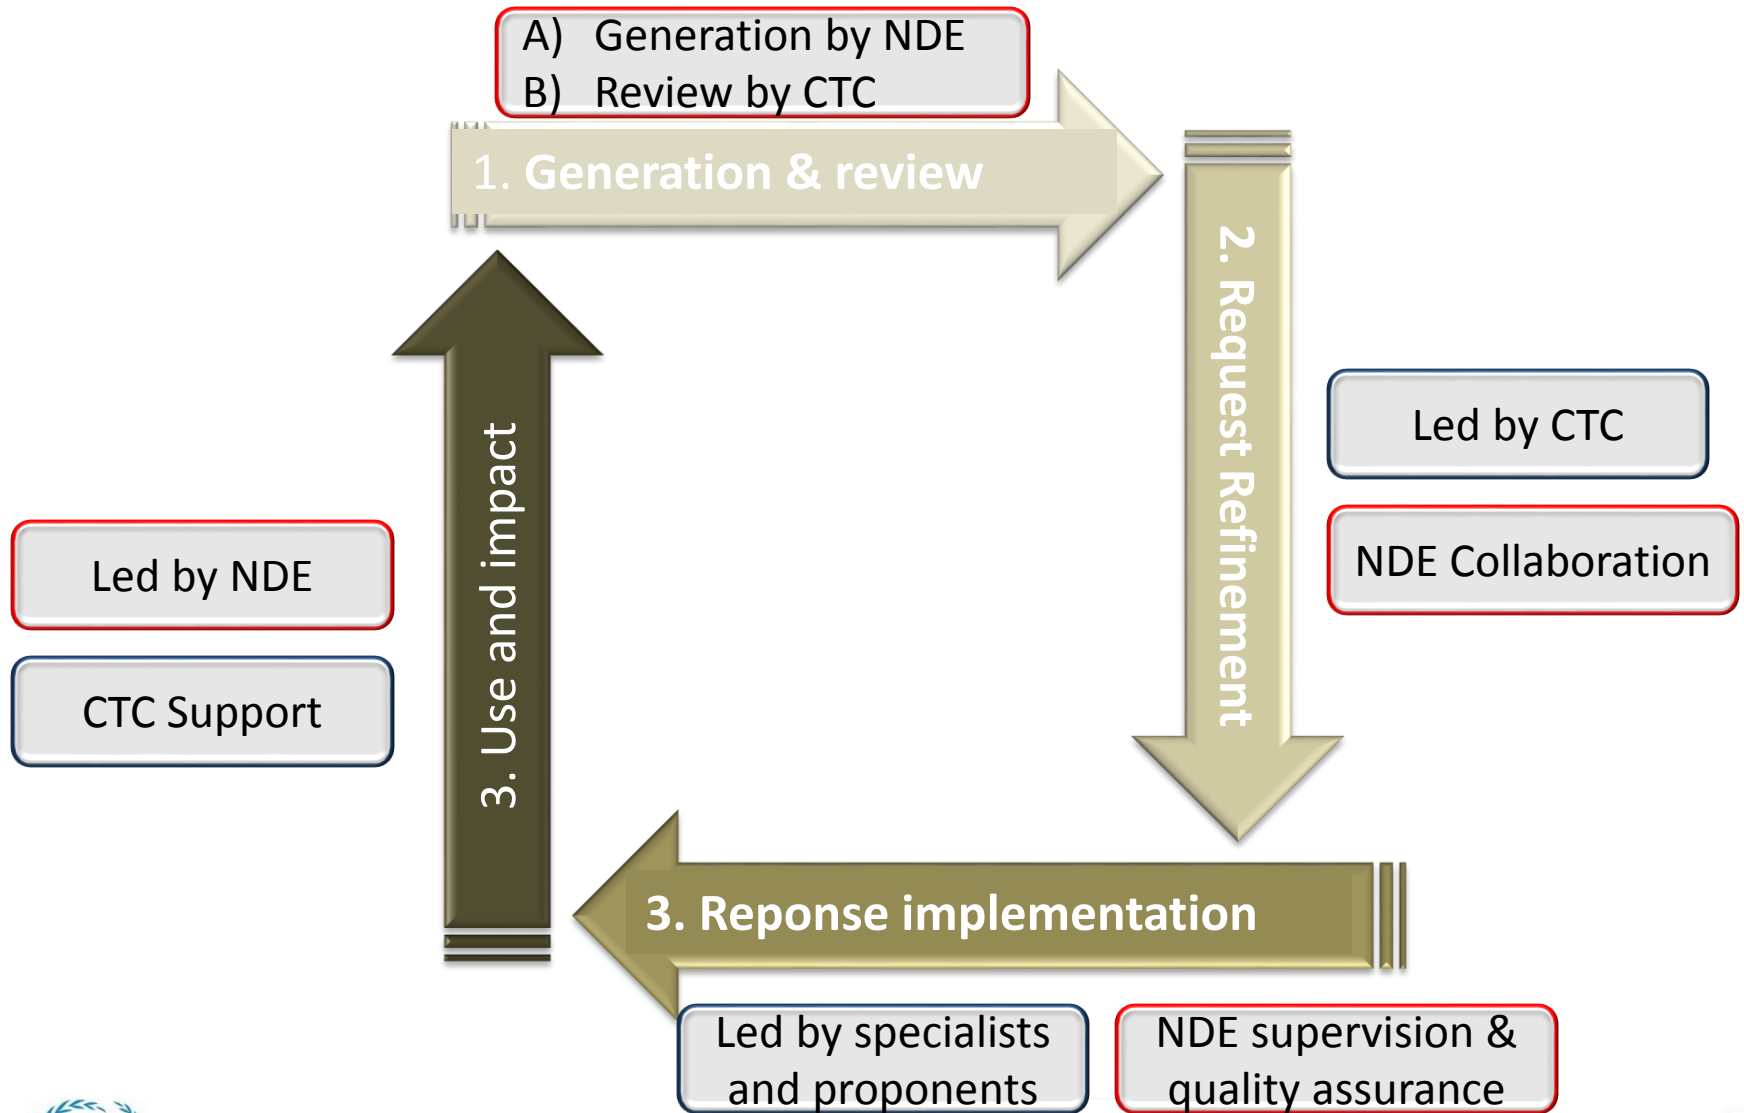 A) Generation by NDE
B) Review by CTC
1. Generation & review
2. Request Refinement
Led by CTC
NDE Collaboration
3. Reponse implementation
Led by specialists
and proponents
NDE supervision &
quality assurance
3. Use and impact
Led by NDE
CTC Support